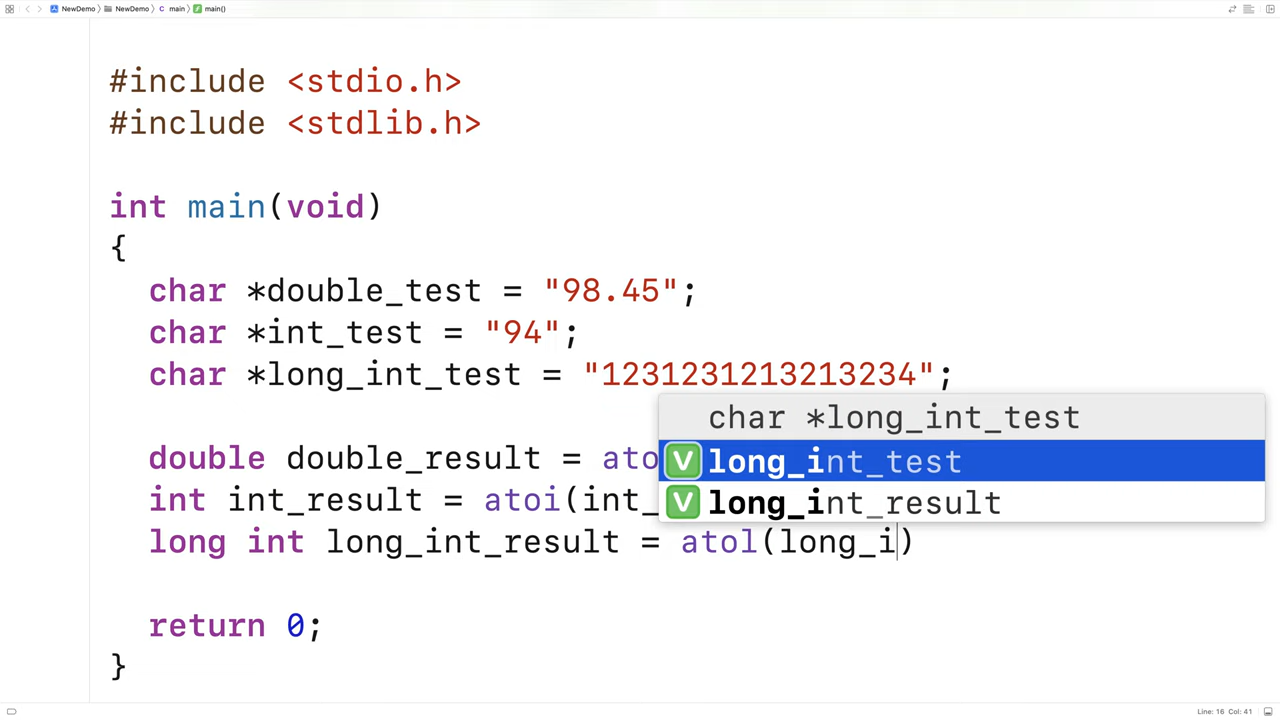 NewDemo NewDemo C main main()
#include <stdio.h>
#include <stdlib.h>
int main(void)
{
char *double_test = "98.45";
char *int_test = "94";
char *long_int_test = "1231231213213234";
char *long_int_test
double double_result = ato
V long_int_test
int int_result = atoi(int_
V long_int_result
long int long_int_result = atol(long_i)
return 0;
}
Line: 16 Col: 41